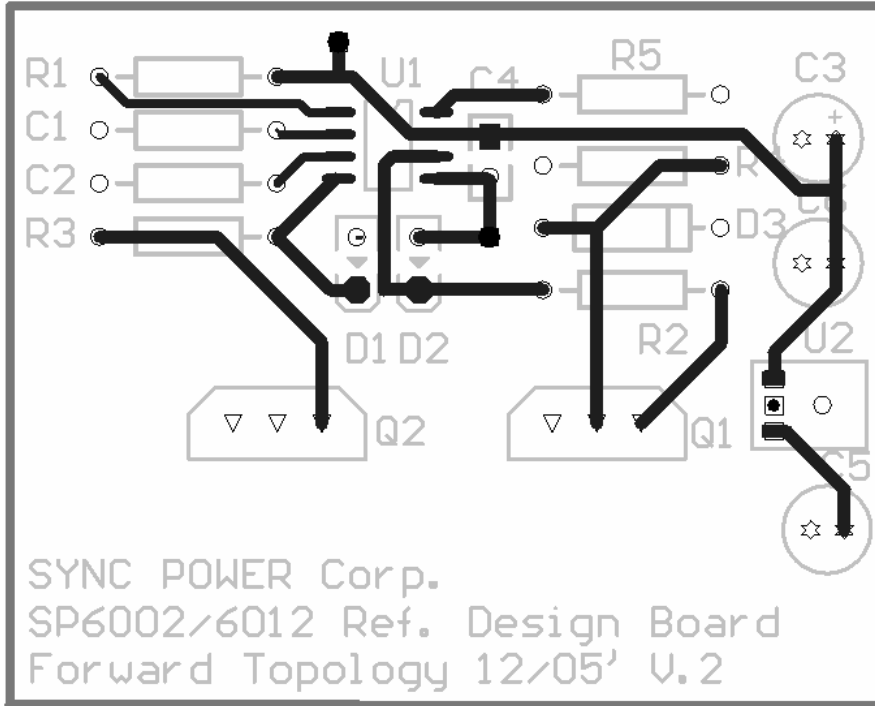 R1
U1
C4
R5
C3
+
C1
C2
R3
D3
C6
D1
D2
R2
U2
Q2
Q1
C5
SYNC POWER Corp.
SP6002/6012 Ref. Design Board
Forward Topology 12/05' V.2